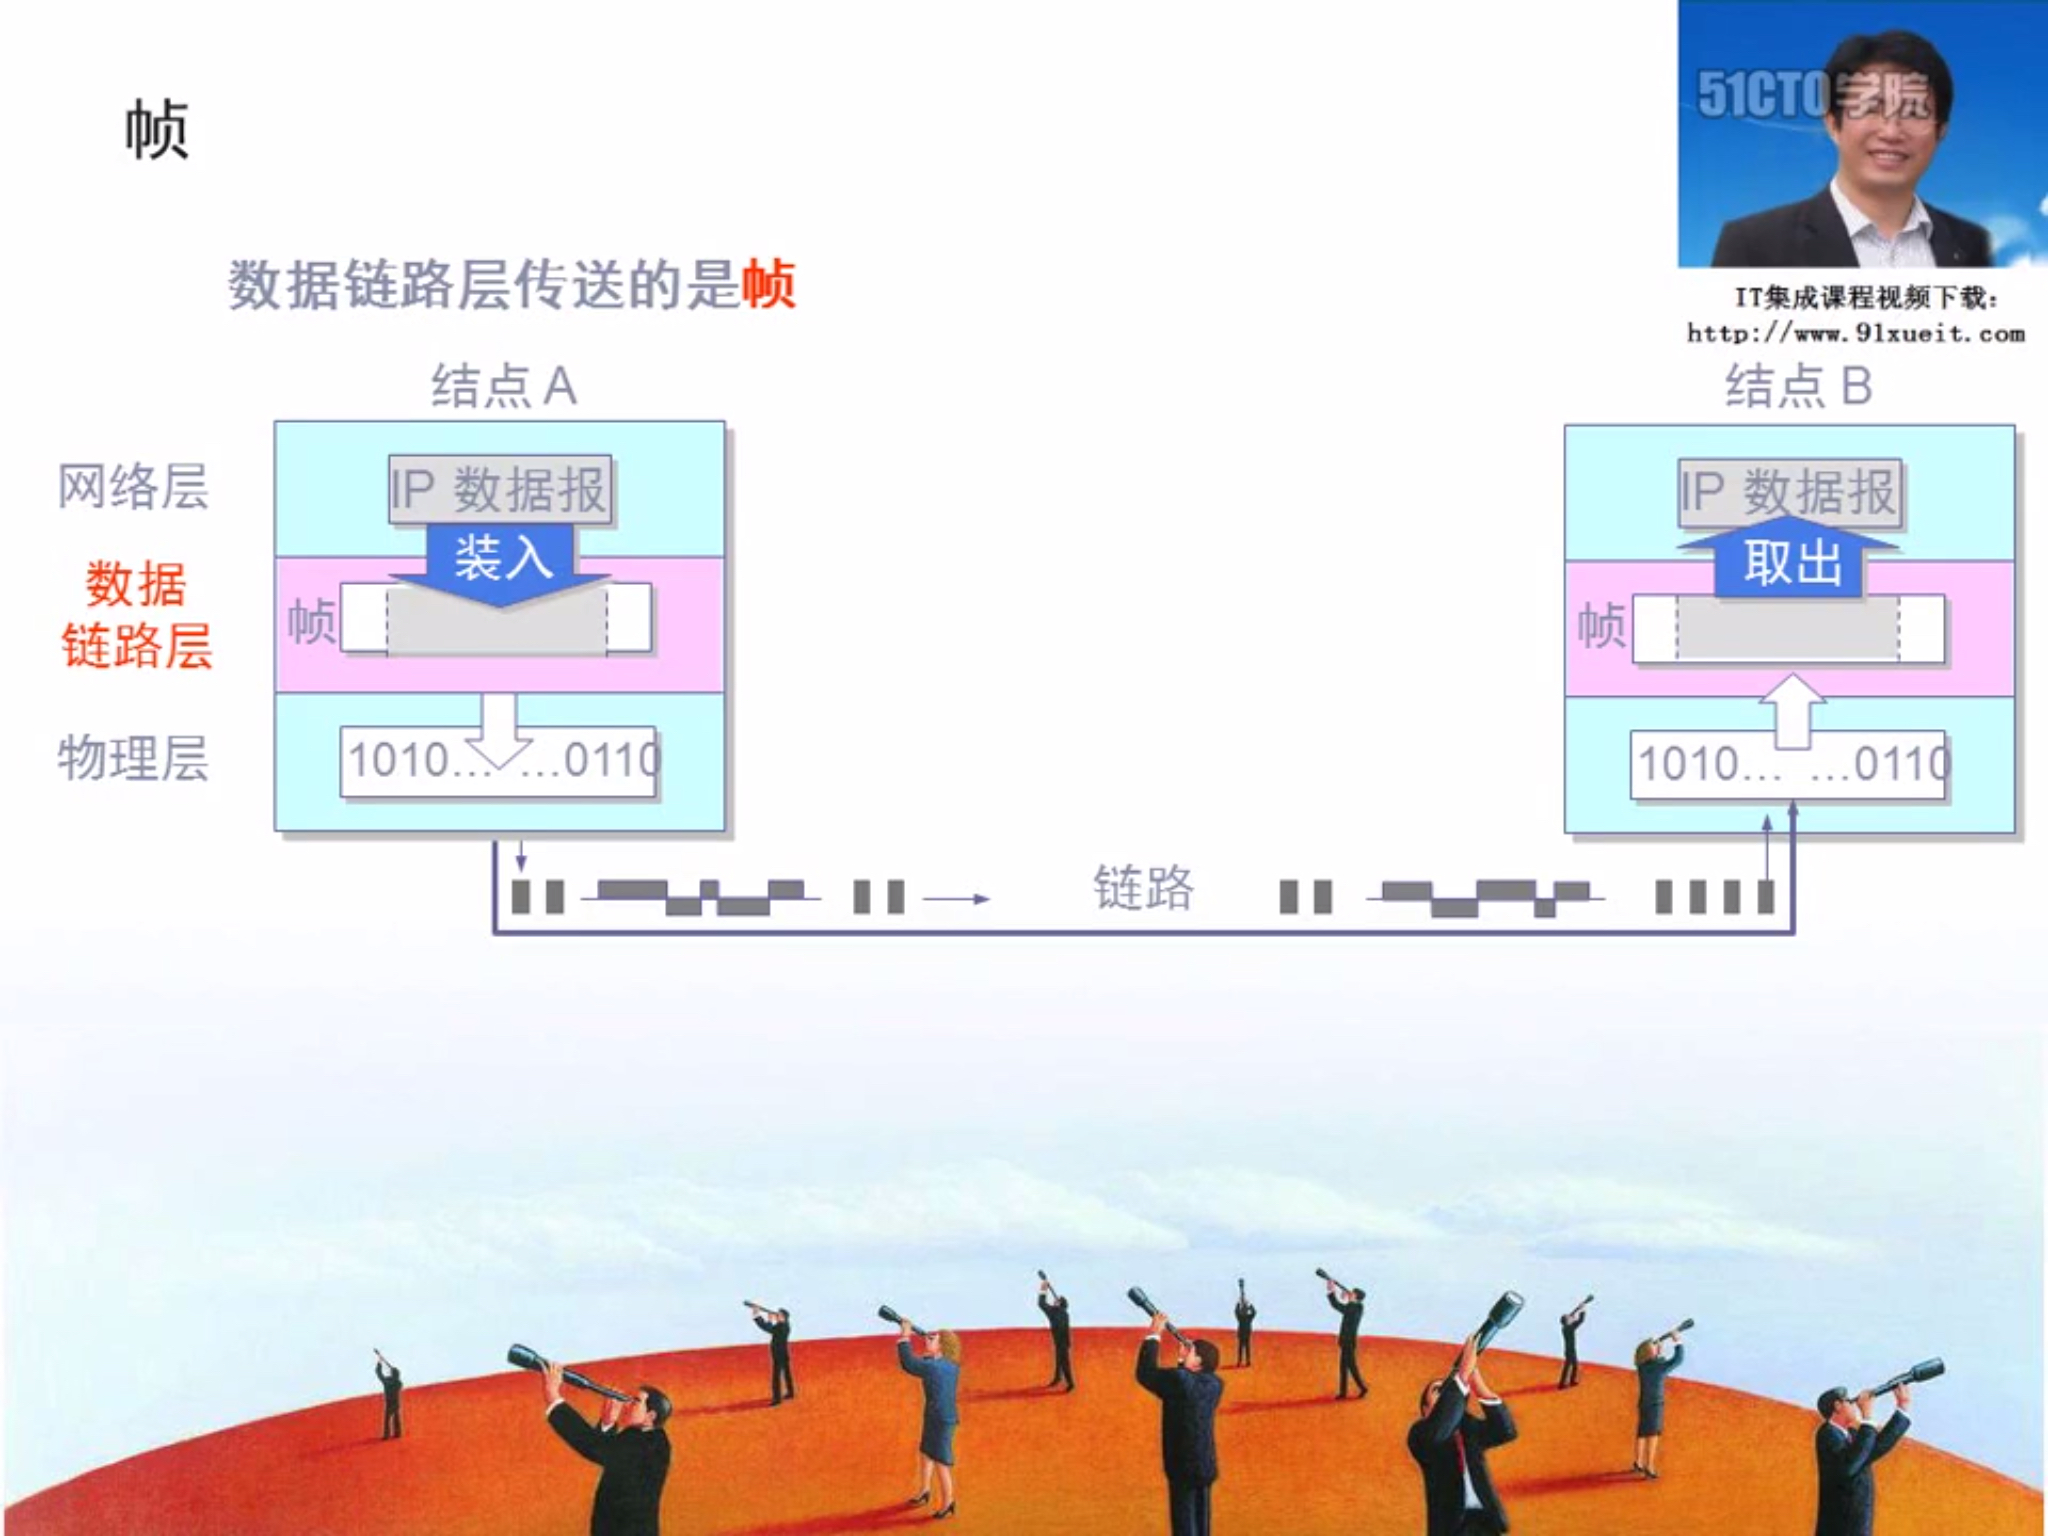 51CTO学院
帧
数据链路层传送的是帧
IT集成课程视频下载:
http://www.91xueit.com
结点 A
结点 B
网络层
IP 数据报
IP 数据报
装入
取出
数据
链路层
帧
帧
物理层
1010... ...0110
1010... ...0110
链路